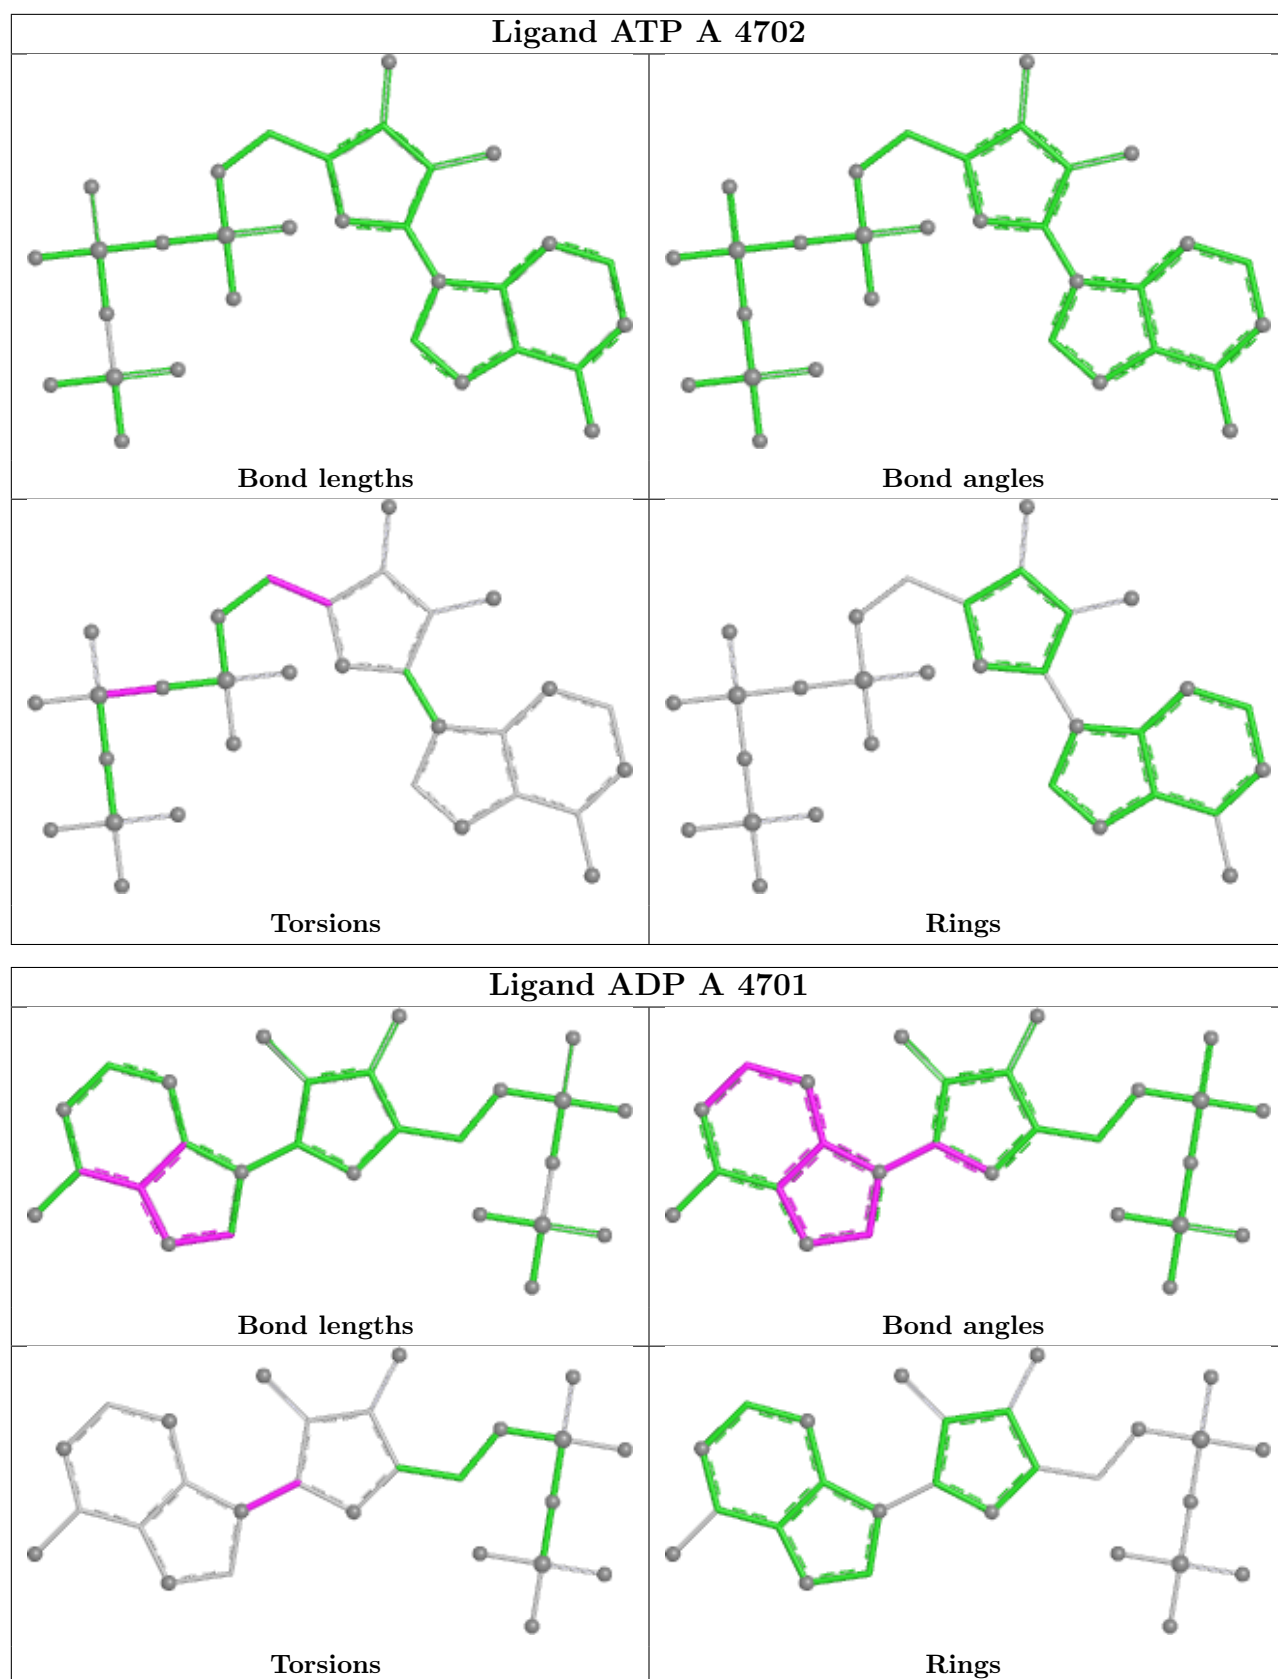 Ligand ATP A 4702
Bond lengths
Bond angles
Torsions
Rings
Ligand ADP A 4701
Bond lengths
Bond angles
Torsions
Rings